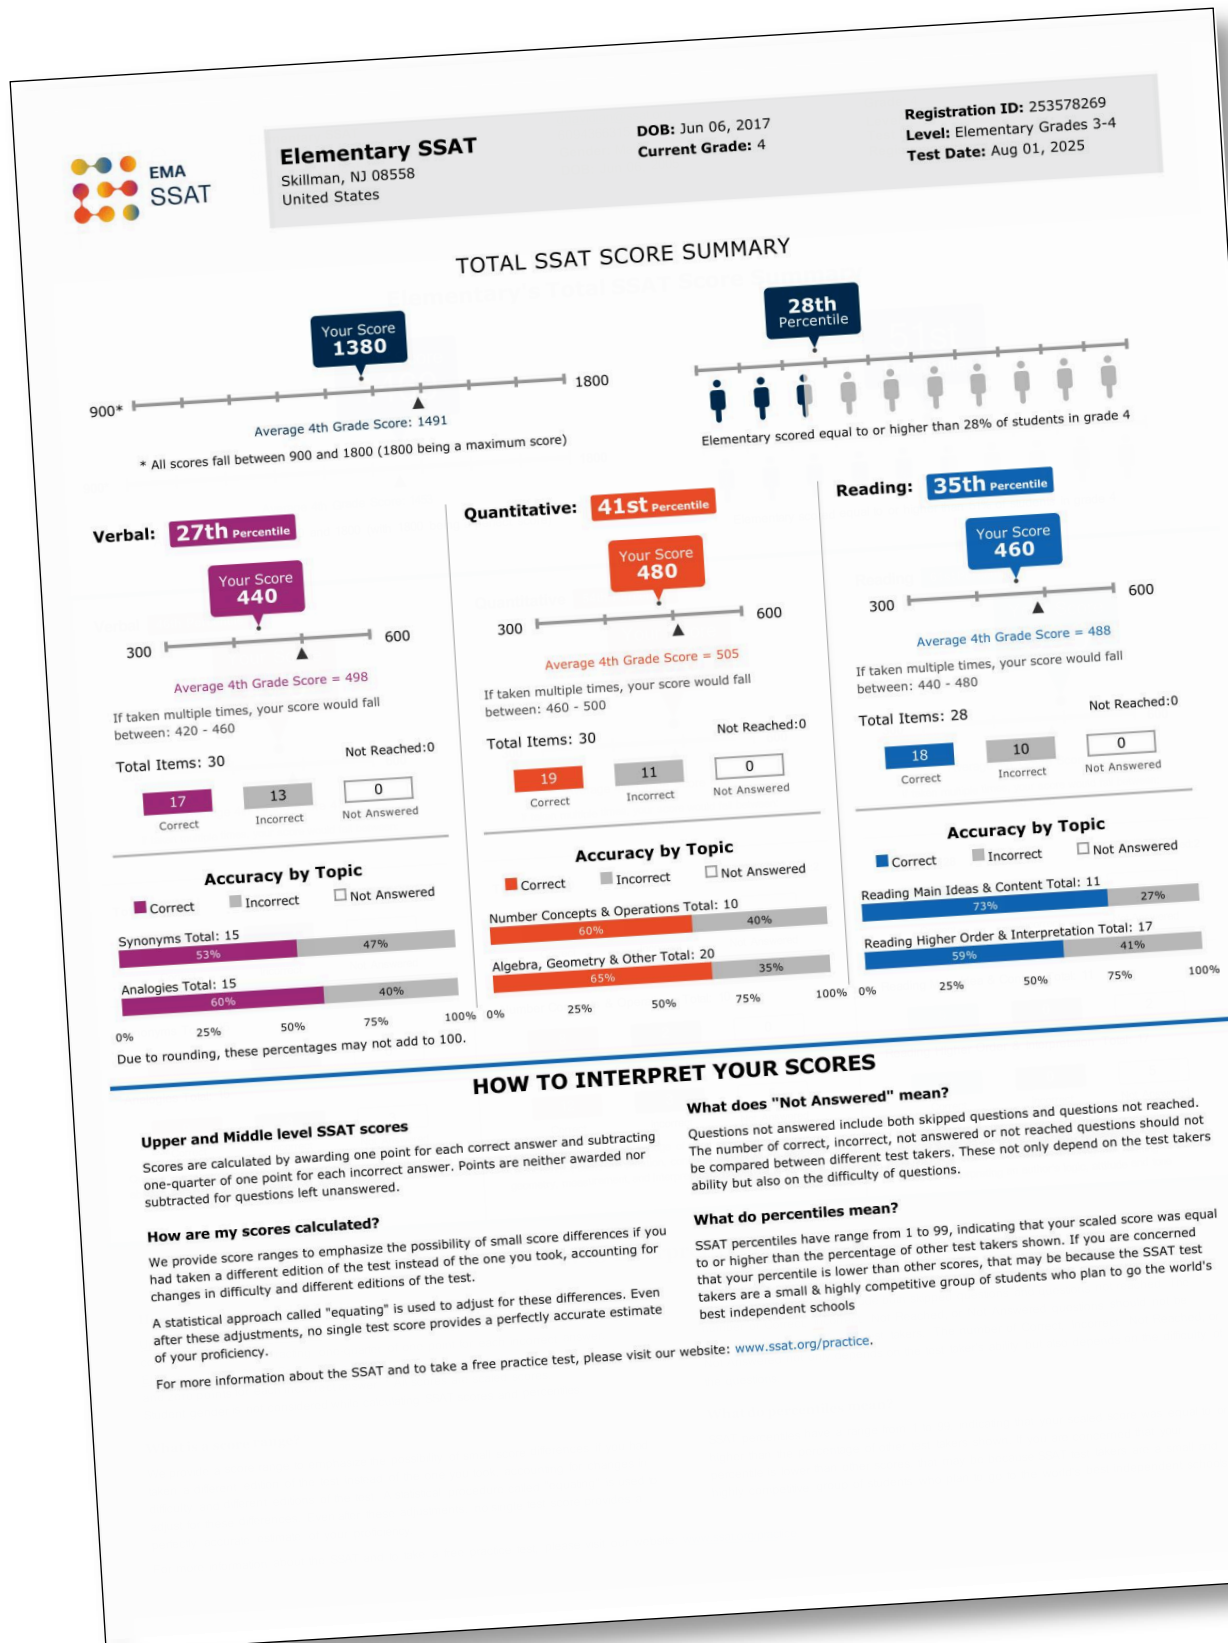 EMA
SSAT
Elementary SSAT
Skillman, NJ 08558
United States
DOB: Jun 06, 2017
Current Grade: 4
Registration ID: 253578269
Level: Elementary Grades 3-4
Test Date: Aug 01, 2025
TOTAL SSAT SCORE SUMMARY
Your Score
1380
900*
1800
Average 4th Grade Score: 1491
* All scores fall between 900 and 1800 (1800 being a maximum score)
28th
Percentile
Elementary scored equal to or higher than 28% of students in grade 4
Verbal: 27th Percentile
Your Score
440
300
600
Average 4th Grade Score = 498
If taken multiple times, your score would fall
between: 420 - 460
Total Items: 30
Not Reached:0
17
13
0
Correct
Incorrect
Not Answered
Accuracy by Topic
Correct
Incorrect
Not Answered
Synonyms Total: 15
53%
47%
Analogies Total: 15
60%
40%
0%
25%
50%
75%
100%
Due to rounding, these percentages may not add to 100.
Quantitative: 41st Percentile
Your Score
480
300
600
Average 4th Grade Score = 505
If taken multiple times, your score would fall
between: 460 - 500
Total Items: 30
Not Reached:0
19
11
0
Correct
Incorrect
Not Answered
Accuracy by Topic
Correct
Incorrect
Not Answered
Number Concepts & Operations Total: 10
60%
40%
Algebra, Geometry & Other Total: 20
65%
35%
0%
25%
50%
75%
100%
Reading: 35th Percentile
Your Score
460
300
600
Average 4th Grade Score = 488
If taken multiple times, your score would fall
between: 440 - 480
Total Items: 28
Not Reached:0
18
10
0
Correct
Incorrect
Not Answered
Accuracy by Topic
Correct
Incorrect
Not Answered
Reading Main Ideas & Content Total: 11
73%
27%
Reading Higher Order & Interpretation Total: 17
59%
41%
0%
25%
50%
75%
100%
HOW TO INTERPRET YOUR SCORES
Upper and Middle level SSAT scores
Scores are calculated by awarding one point for each correct answer and subtracting
one-quarter of one point for each incorrect answer. Points are neither awarded nor
subtracted for questions left unanswered.
How are my scores calculated?
We provide score ranges to emphasize the possibility of small score differences if you
had taken a different edition of the test instead of the one you took, accounting for
changes in difficulty and different editions of the test.
A statistical approach called "equating" is used to adjust for these differences. Even
after these adjustments, no single test score provides a perfectly accurate estimate
of your proficiency.
What does "Not Answered" mean?
Questions not answered include both skipped questions and questions not reached.
The number of correct, incorrect, not answered or not reached questions should not
be compared between different test takers. These not only depend on the test takers
ability but also on the difficulty of questions.
What do percentiles mean?
SSAT percentiles have range from 1 to 99, indicating that your scaled score was equal
to or higher than the percentage of other test takers shown. If you are concerned
that your percentile is lower than other scores, that may be because the SSAT test
takers are a small & highly competitive group of students who plan to go the world's
best independent schools
For more information about the SSAT and to take a free practice test, please visit our website: www.ssat.org/practice.